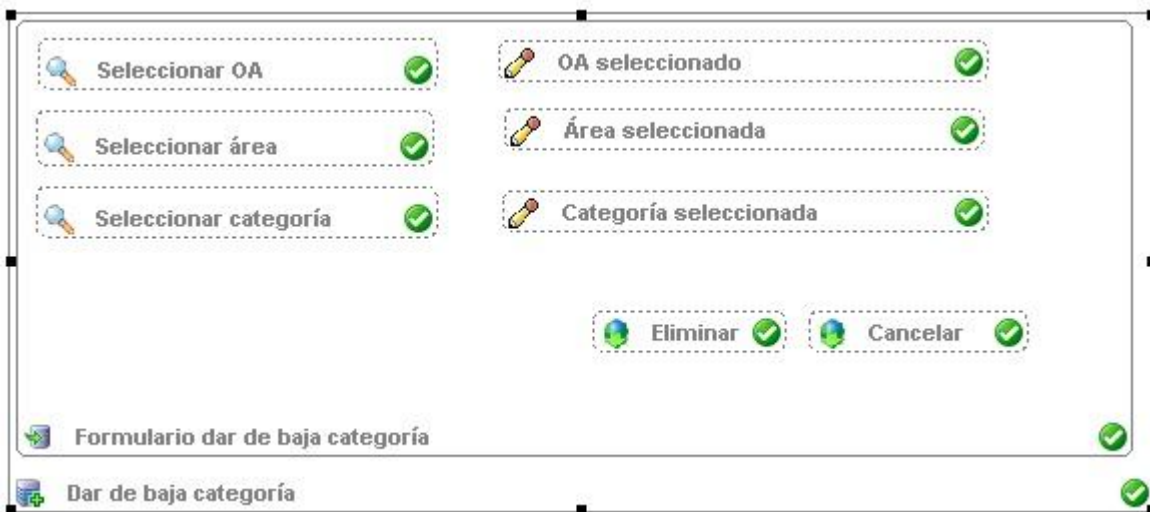 Seleccionar OA
OA seleccionado
Seleccionar área
Área seleccionada
Seleccionar categoría
Categoría seleccionada
Eliminar
Cancelar
Formulario dar de baja categoría
Dar de baja categoría